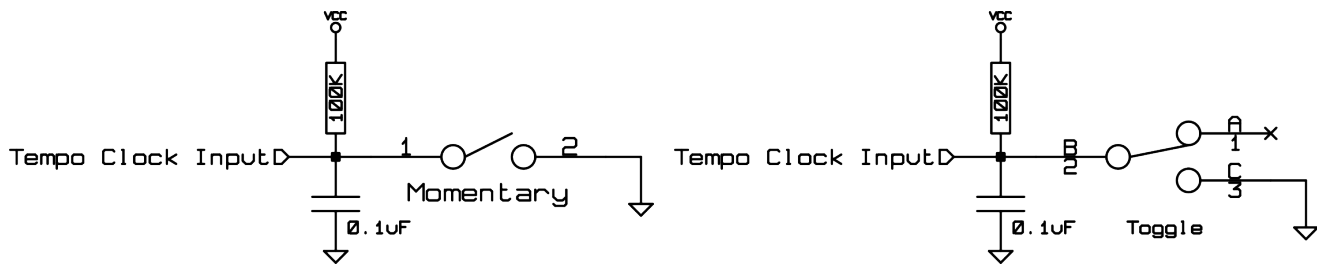 VCC
100K
Tempo Clock Input
1
2
Momentary
0.1uF
VCC
100K
Tempo Clock Input
B
2
A
1
C
3
0.1uF
Toggle